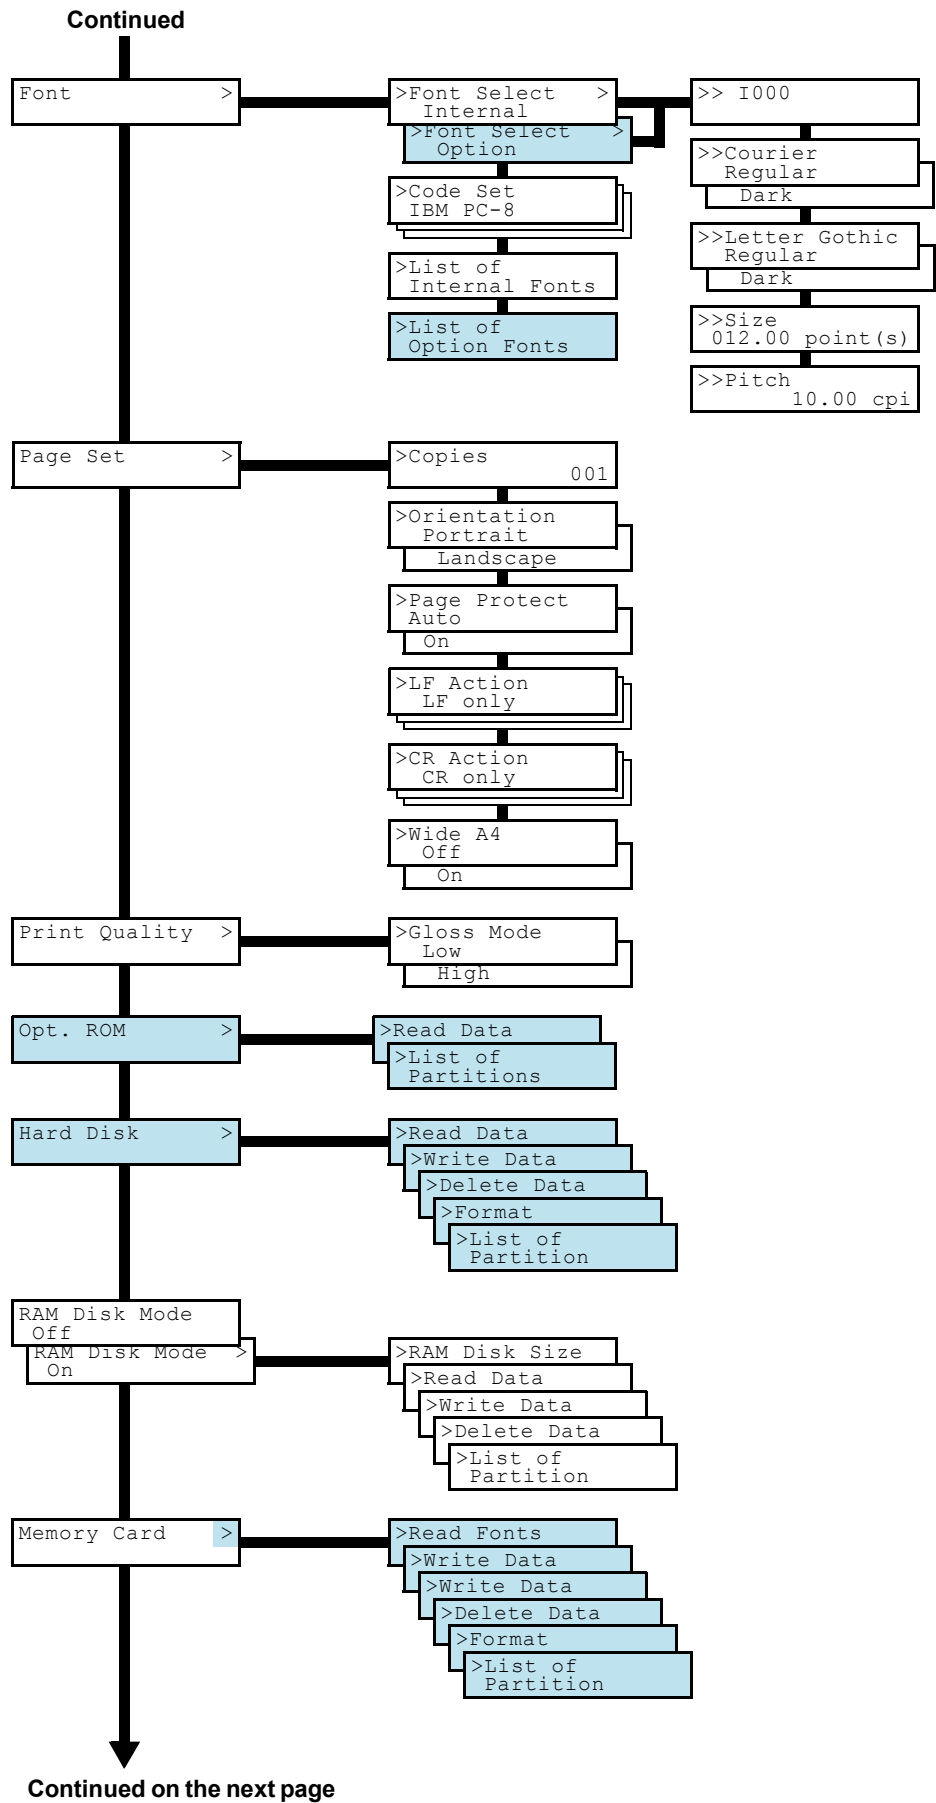 Continued
Font >
>Font Select >
Internal
>Font Select >
Option
>Code Set
IBM PC-8
>List of
Internal Fonts
>List of
Option Fonts
>> I000
>>Courier
Regular
Dark
>>Letter Gothic
Regular
Dark
>>Size
012.00 point(s)
>>Pitch
10.00 cpi
Page Set >
>Copies
001
>Orientation
Portrait
Landscape
>Page Protect
Auto
On
>LF Action
LF only
>CR Action
CR only
>Wide A4
Off
On
Print Quality >
>Gloss Mode
Low
High
Opt. ROM >
>Read Data
>List of
Partitions
Hard Disk >
>Read Data
>Write Data
>Delete Data
>Format
>List of
Partition
RAM Disk Mode
Off
RAM Disk Mode >
On
>RAM Disk Size
>Read Data
>Write Data
>Delete Data
>List of
Partition
Memory Card >
>Read Fonts
>Write Data
>Write Data
>Delete Data
>Format
>List of
Partition
Continued on the next page